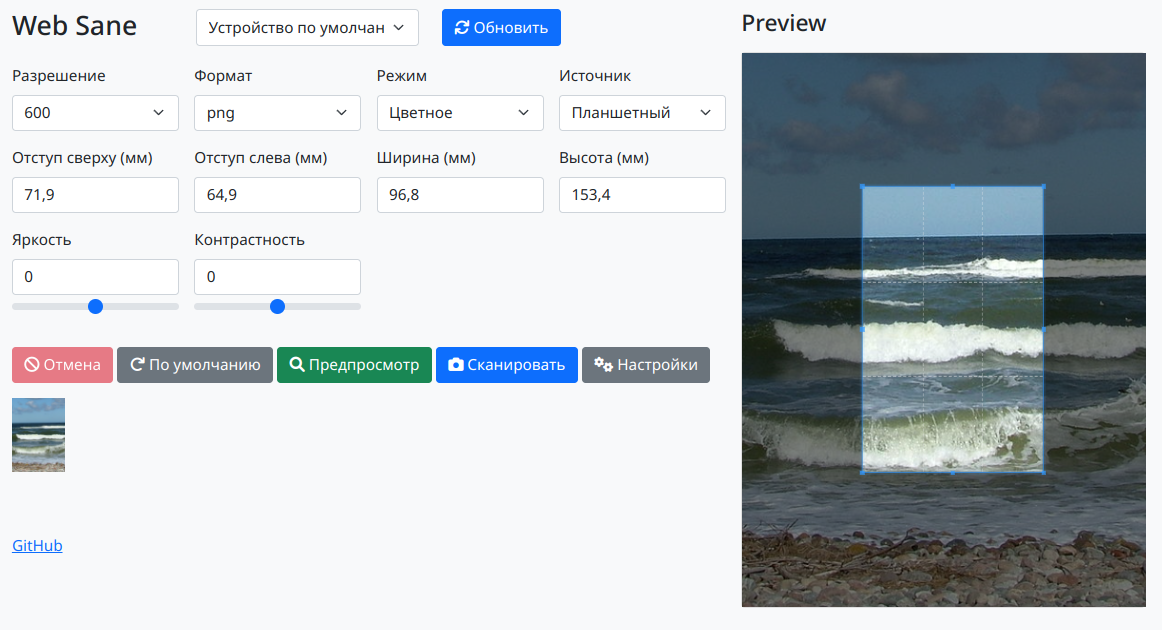 Web Sane
Устройство по умолчан
Обновить
Preview
Разрешение
Формат
Режим
Источник
600
png
Цветное
Планшетный
Отступ сверху (мм)
Отступ слева (мм)
Ширина (мм)
Высота (мм)
71,9
64,9
96,8
153,4
Яркость
Контрастность
0
0
Отмена
По умолчанию
Предпросмотр
Сканировать
Настройки
GitHub